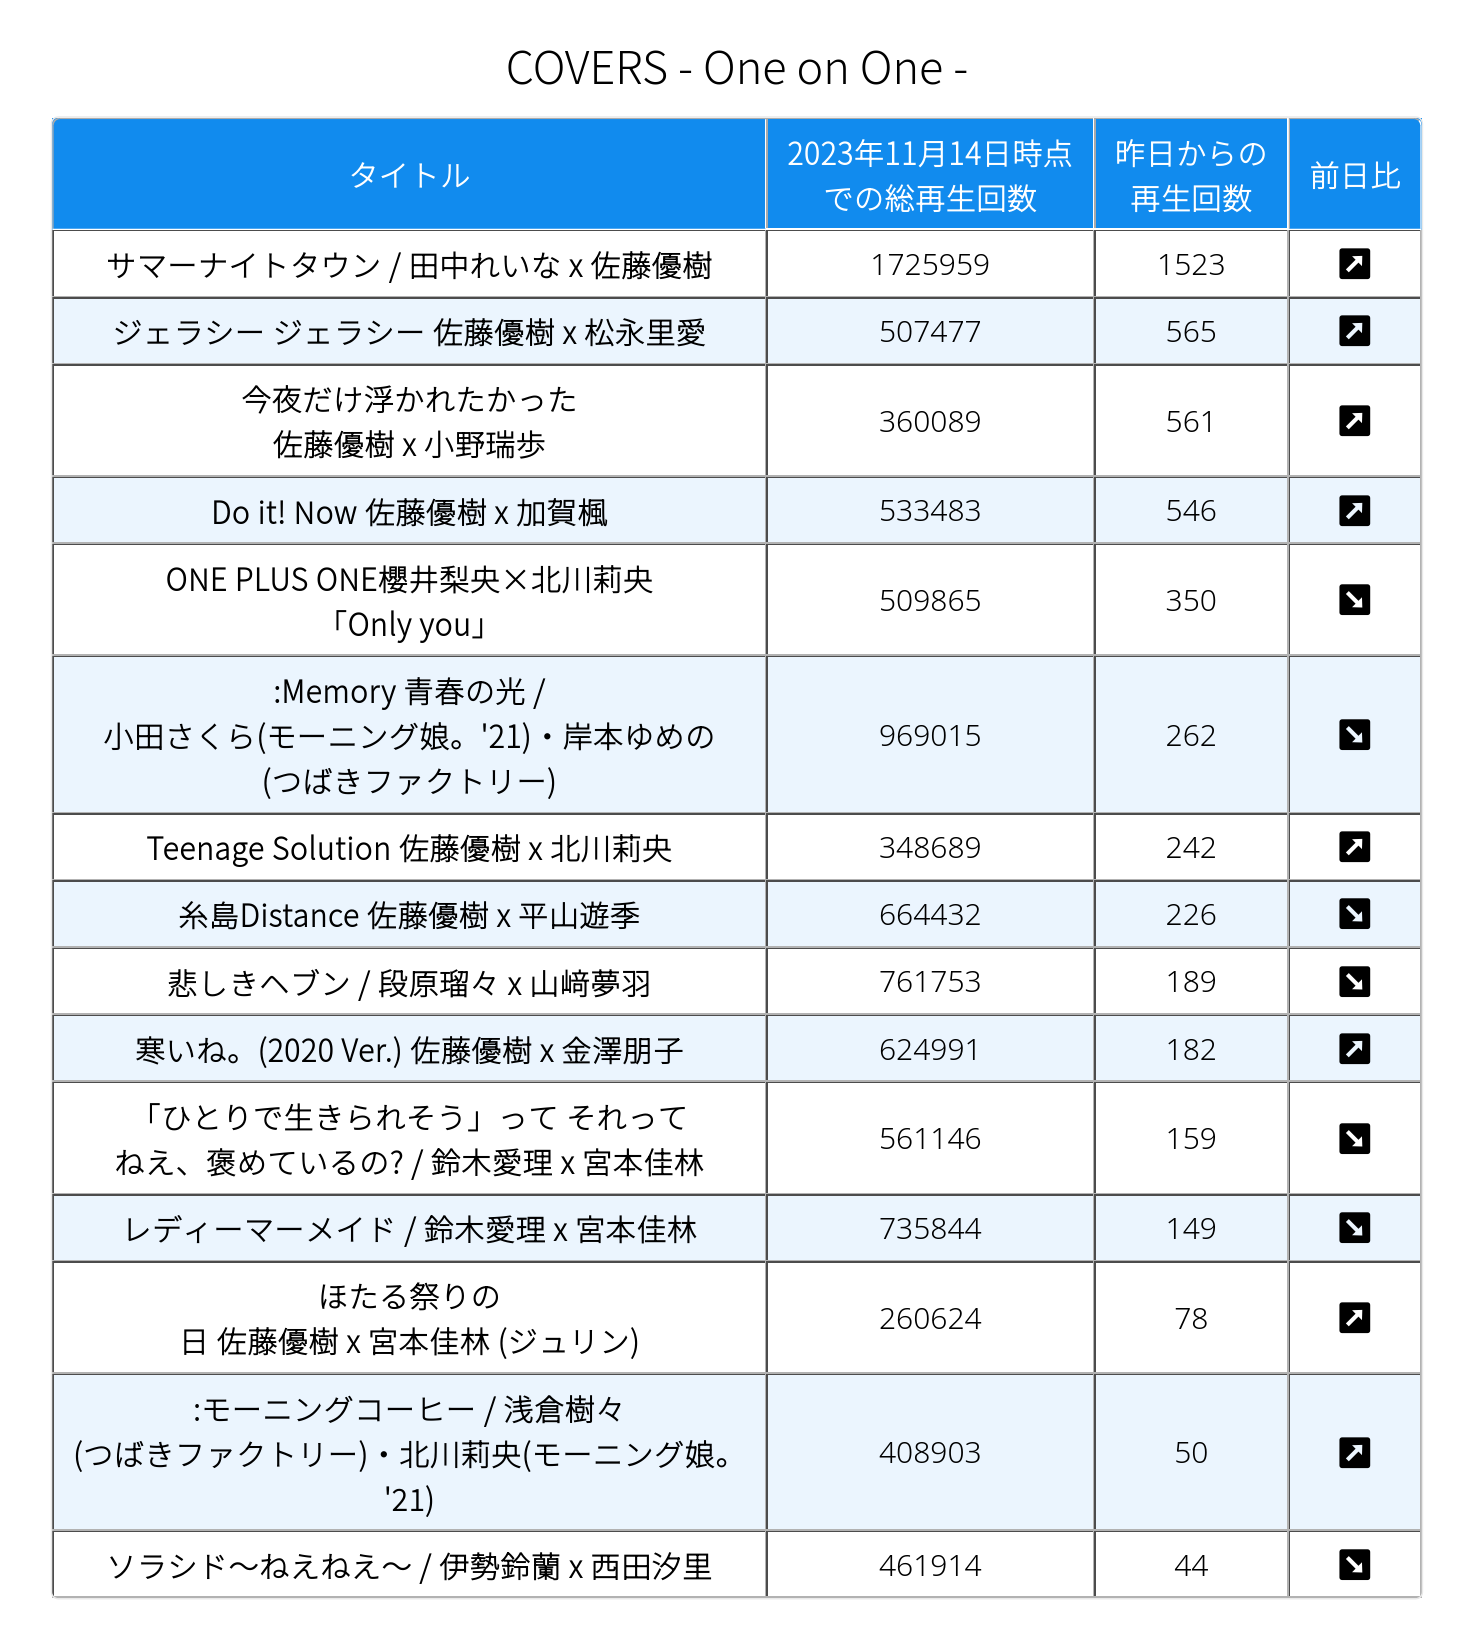 COVERS - One on One -
タイトル
2023年11月14日時点
での総再生回数
昨日からの
再生回数
前日比
サマーナイトタウン / 田中れいな x 佐藤優樹
1725959
1523
ジェラシー ジェラシー 佐藤優樹 x 松永里愛
507477
565
今夜だけ浮かれたかった
佐藤優樹 x 小野瑞歩
360089
561
Do it! Now 佐藤優樹 x 加賀楓
533483
546
ONE PLUS ONE櫻井梨央×北川莉央
「Only you」
509865
350
:Memory 青春の光 /
小田さくら(モーニング娘。'21)・岸本ゆめの
(つばきファクトリー)
969015
262
Teenage Solution 佐藤優樹 x 北川莉央
348689
242
糸島Distance 佐藤優樹 x 平山遊季
664432
226
悲しきヘブン / 段原瑠々 x 山﨑夢羽
761753
189
寒いね。(2020 Ver.) 佐藤優樹 x 金澤朋子
624991
182
「ひとりで生きられそう」って それって
ねえ、褒めているの? / 鈴木愛理 x 宮本佳林
561146
159
レディーマーメイド / 鈴木愛理 x 宮本佳林
735844
149
ほたる祭りの
日 佐藤優樹 x 宮本佳林 (ジュリン)
260624
78
:モーニングコーヒー / 浅倉樹々
(つばきファクトリー)・北川莉央(モーニング娘。
'21)
408903
50
ソラシド～ねえねえ～ / 伊勢鈴蘭 x 西田汐里
461914
44